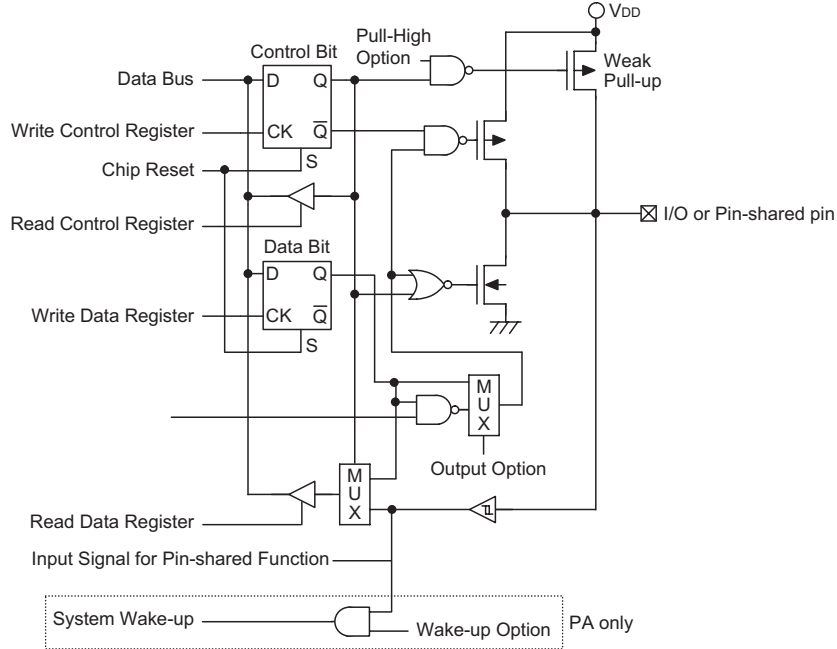 VDD
Pull-High
Option
Control Bit
Weak
Pull-up
Data Bus
D
Q
Write Control Register
CK
Q
S
Chip Reset
I/O or Pin-shared pin
Read Control Register
Data Bit
D
Q
Write Data Register
CK
Q
S
M
U
X
Output Option
M
U
X
Read Data Register
Input Signal for Pin-shared Function
System Wake-up
Wake-up Option
PA only